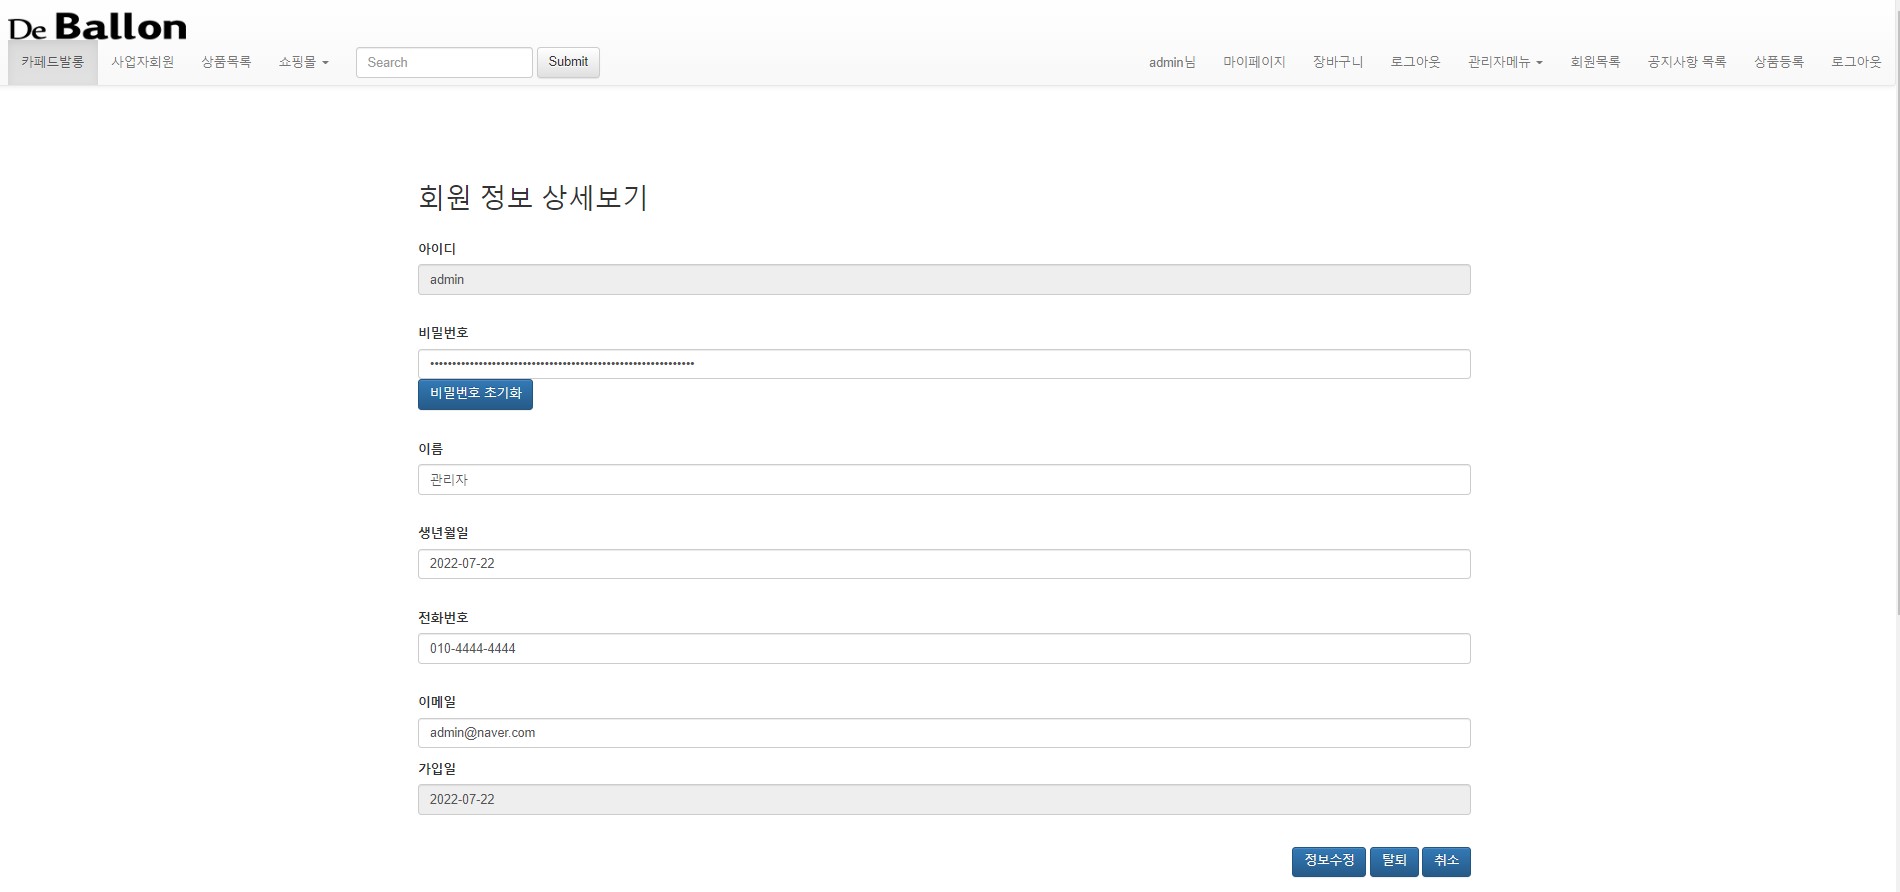 De Ballon
카페드발롱 사업자회원 상품목록 쇼핑몰 Search Submit admin님 마이페이지 장바구니 로그아웃 관리자메뉴 회원목록 공지사항 목록 상품등록 로그아웃
회원 정보 상세보기
아이디
admin
비밀번호
비밀번호 초기화
이름
관리자
생년월일
2022-07-22
전화번호
010-4444-4444
이메일
admin@naver.com
가입일
2022-07-22
정보수정 탈퇴 취소